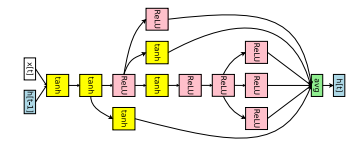 x[t]
h[t-1]
tanh
tanh
ReLU
ReLU
tanh
tanh
tanh
ReLU
ReLU
ReLU
ReLU
ReLU
avg
h[t]